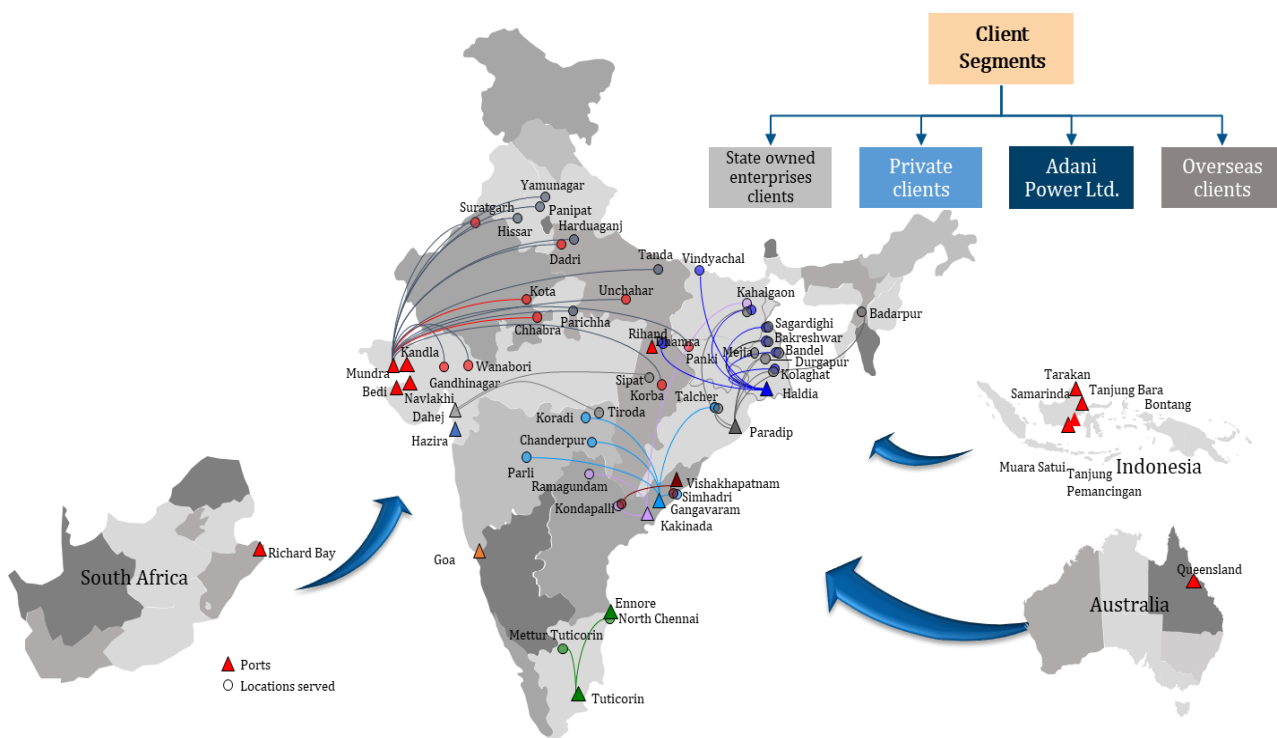 Client
Segments
State owned
enterprises
clients
Private
clients
Adani
Power Ltd.
Overseas
clients
Yamunagar
Suratgarh
Panipat
Hissar
Harduaganj
Dadri
Tanda
Vindyachal
Kota
Unchahar
Kahalgaon
Chhabra
Parichha
Badarpur
Sagardighi
Rihand
Dhamra
Bakreshwar
Kandla
Mejia
Bandel
Mundra
Wanabori
Panki
Durgapur
Gandhinagar
Kolaghat
Bedi
Navlakhi
Sipat
Korba
Talcher
Haldia
Dahej
Tiroda
Koradi
Paradip
Hazira
Chanderpur
Parli
Ramagundam
Vishakhapatnam
Simhadri
Kondapalli
Gangavaram
Kakinada
Goa
Ennore
North Chennai
Mettur Tuticorin
Tuticorin
Tarakan
Samarinda
Tanjung Bara
Bontang
Muara Satui
Tanjung
Pemancingan
Indonesia
Richard Bay
South Africa
Queensland
Australia
Ports
Locations served